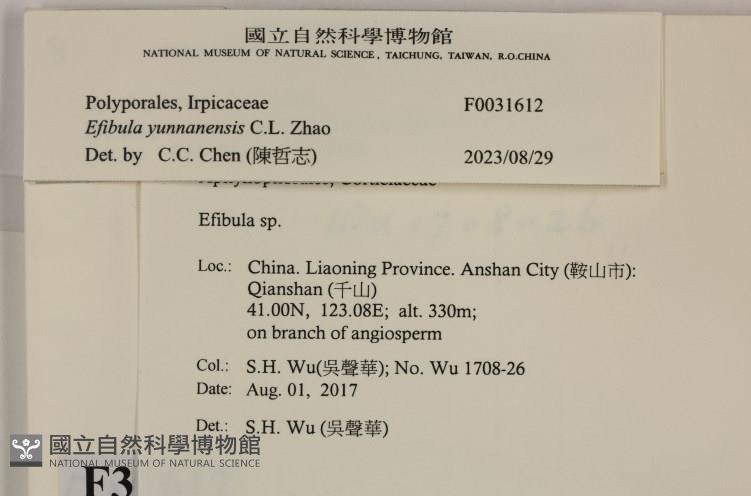 國立自然科學博物館
NATIONAL MUSEUM OF NATURAL SCIENCE, TAICHUNG, TAIWAN, R.O.CHINA
Polyporales, Irpicaceae F0031612
Efibula yunnanensis C.L. Zhao
Det. by C.C. Chen (陳哲志) 2023/08/29
Efibula sp.
Loc.: China. Liaoning Province. Anshan City (鞍山市):
Qianshan (千山)
41.00N, 123.08E; alt. 330m;
on branch of angiosperm
Col.: S.H. Wu(吳聲華); No. Wu 1708-26
Date: Aug. 01, 2017
Det.: S.H. Wu (吳聲華)
國立自然科學博物館
NATIONAL MUSEUM OF NATURAL SCIENCE
F3